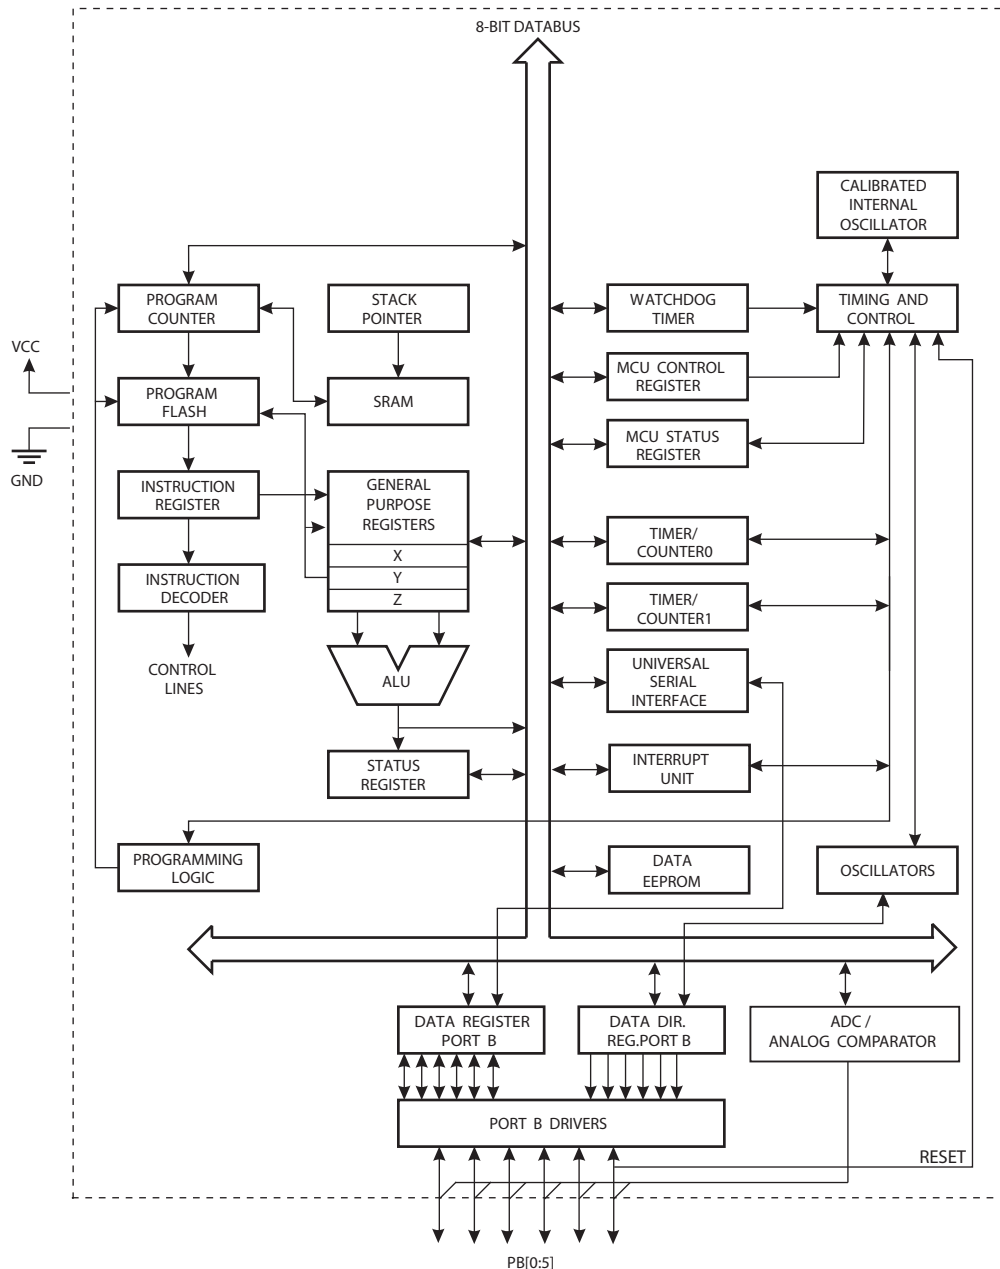 8-BIT DATABUS
CALIBRATED
INTERNAL
OSCILLATOR
PROGRAM
COUNTER
STACK
POINTER
WATCHDOG
TIMER
TIMING AND
CONTROL
VCC
PROGRAM
FLASH
SRAM
MCU CONTROL
REGISTER
MCU STATUS
REGISTER
GND
INSTRUCTION
REGISTER
GENERAL
PURPOSE
REGISTERS
X
Y
Z
TIMER/
COUNTER0
INSTRUCTION
DECODER
TIMER/
COUNTER1
CONTROL
LINES
ALU
UNIVERSAL
SERIAL
INTERFACE
STATUS
REGISTER
INTERRUPT
UNIT
PROGRAMMING
LOGIC
DATA
EEPROM
OSCILLATORS
DATA REGISTER
PORT B
DATA DIR.
REG.PORT B
ADC /
ANALOG COMPARATOR
PORT B DRIVERS
RESET
PB[0:5]